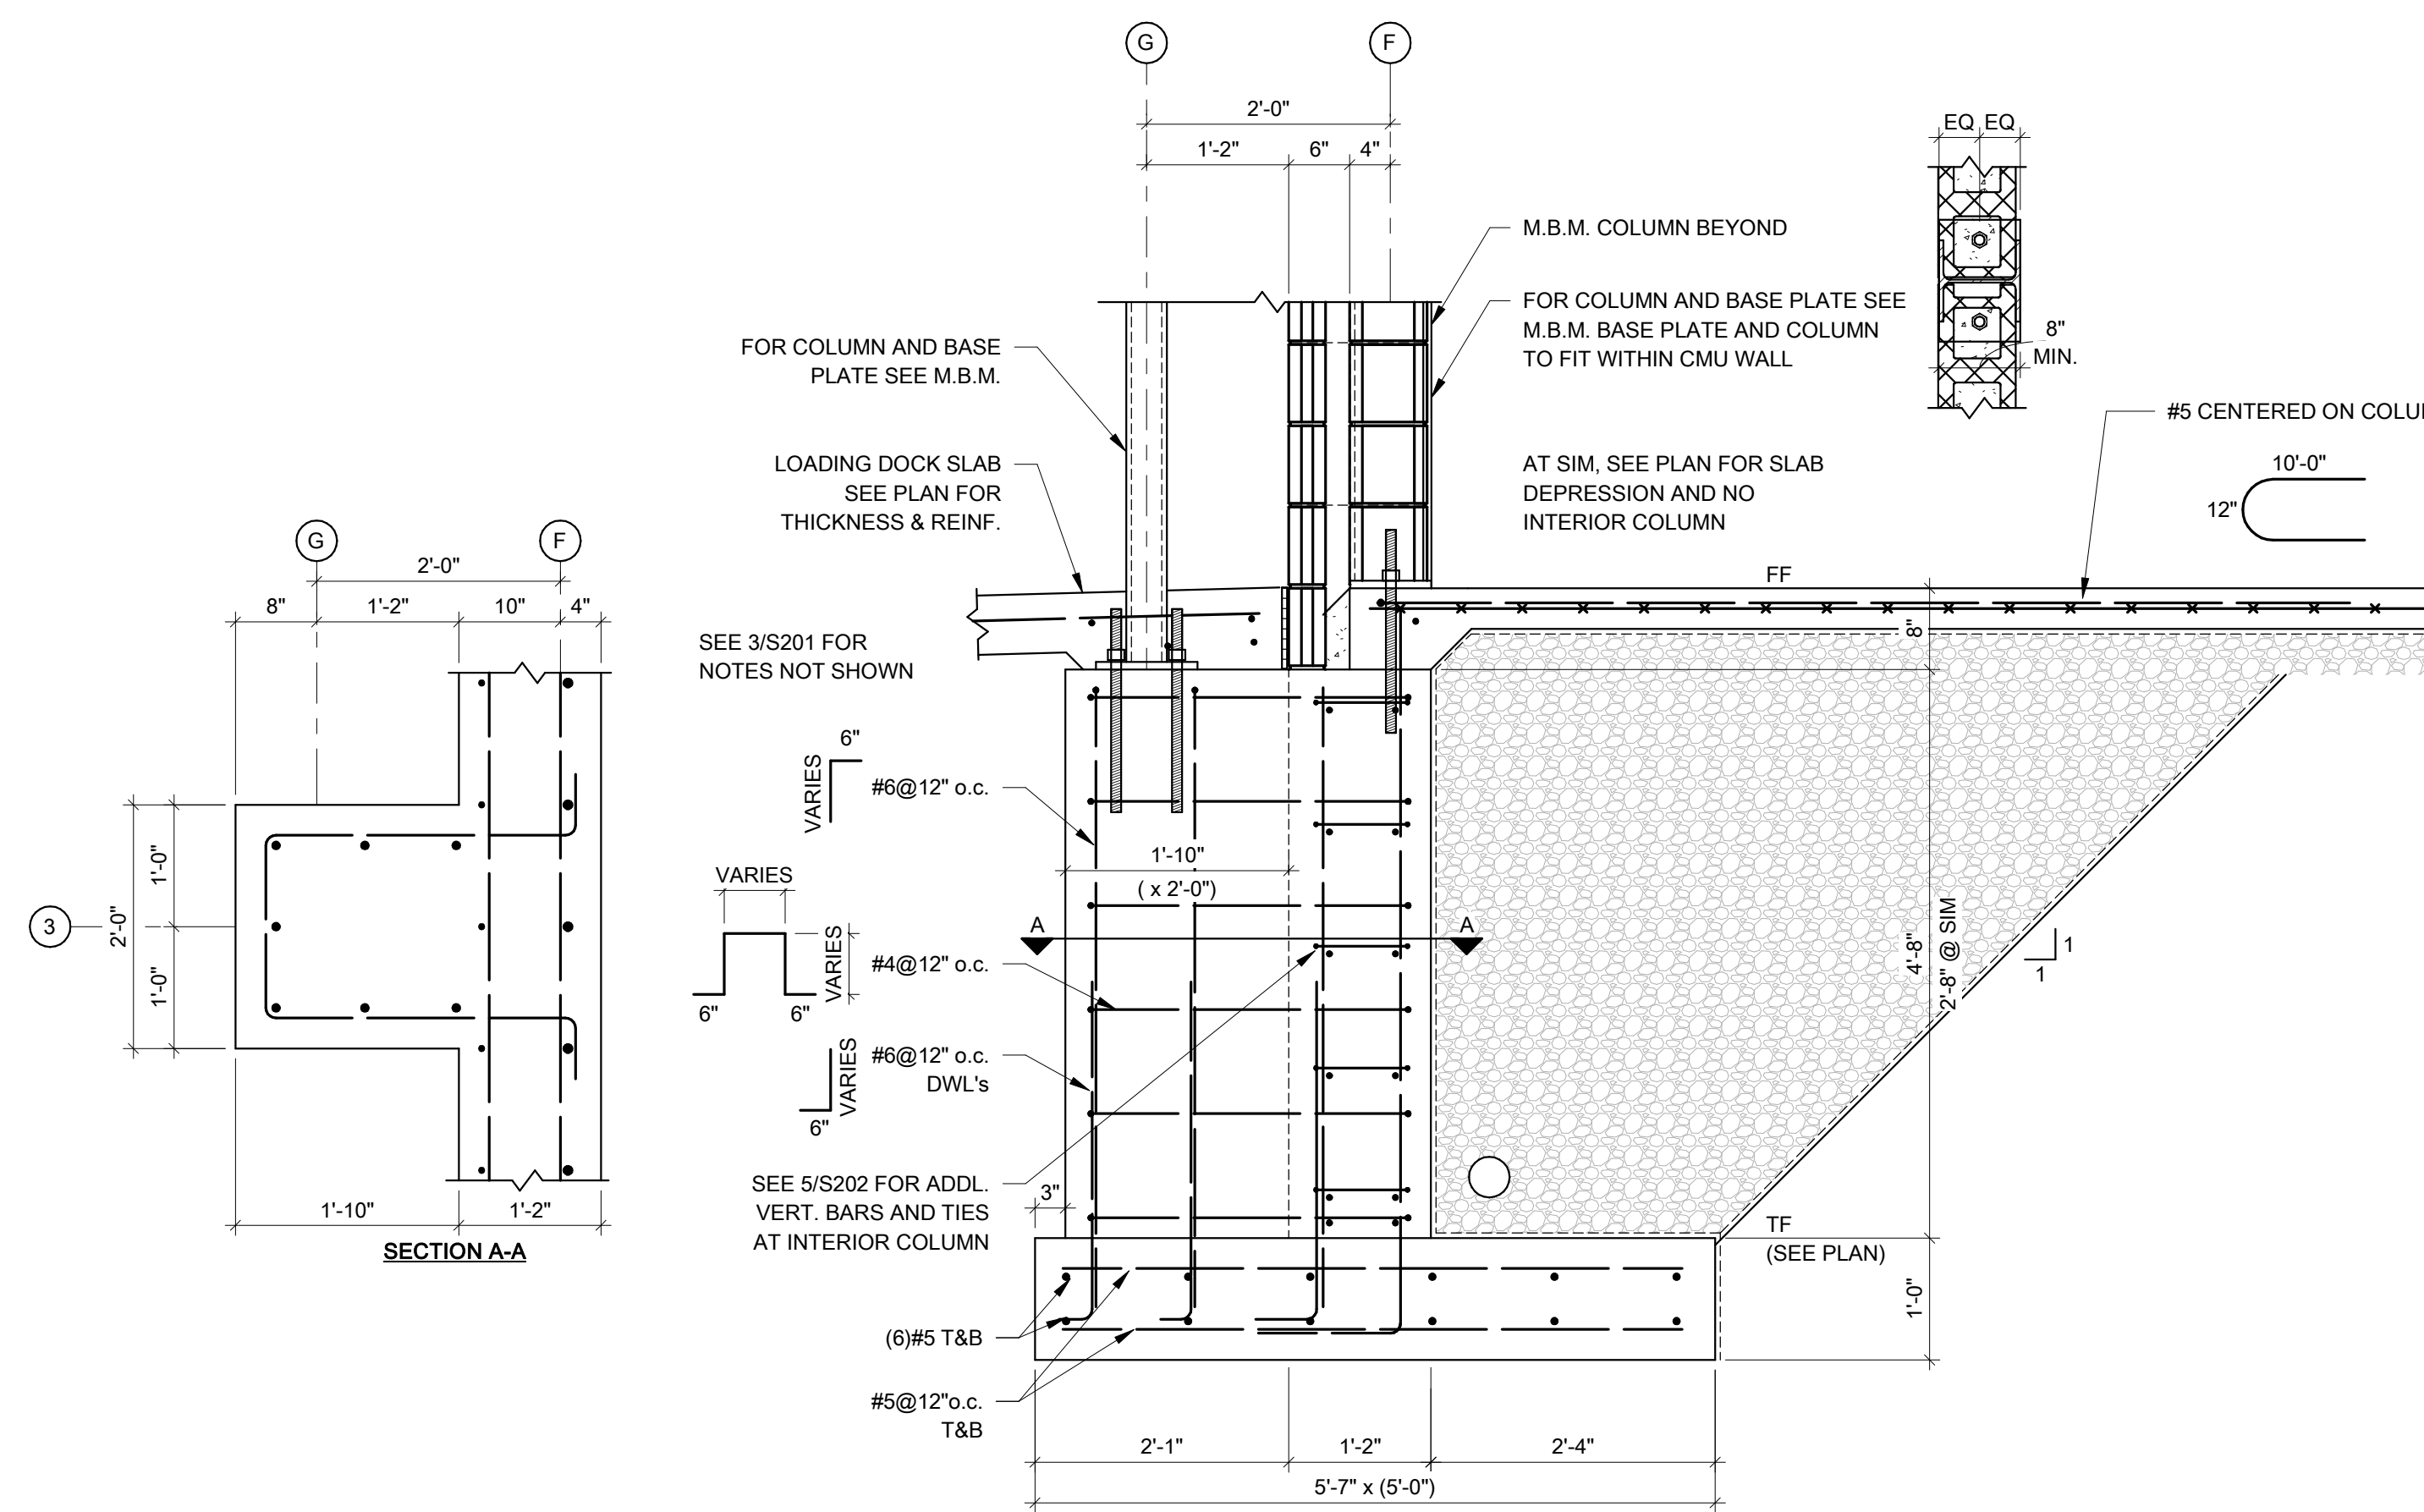 G
F
2'-0"
1'-2"
6"
4"
EQ
EQ
8"
MIN.
M.B.M. COLUMN BEYOND
FOR COLUMN AND BASE PLATE SEE
M.B.M. BASE PLATE AND COLUMN
TO FIT WITHIN CMU WALL
AT SIM, SEE PLAN FOR SLAB
DEPRESSION AND NO
INTERIOR COLUMN
#5 CENTERED ON
10'-0"
12"
FOR COLUMN AND BASE
PLATE SEE M.B.M.
LOADING DOCK SLAB
SEE PLAN FOR
THICKNESS & REINF.
SEE 3/S201 FOR
NOTES NOT SHOWN
G
F
2'-0"
8"
1'-2"
10"
4"
3
2'-0"
1'-0"
1'-0"
1'-10"
1'-2"
SECTION A-A
6"
VARIES
#6@12" o.c.
VARIES
VARIES
6"
6"
#4@12" o.c.
VARIES
6"
#6@12" o.c.
DWL's
SEE 5/S202 FOR ADDL.
VERT. BARS AND TIES
AT INTERIOR COLUMN
(6)#5 T&B
#5@12"o.c.
T&B
1'-10"
( x 2'-0")
A
A
3"
FF
8"
4'-8"
2'-8" @ SIM
1
1
TF
(SEE PLAN)
1'-0"
2'-1"
1'-2"
2'-4"
5'-7" x (5'-0")